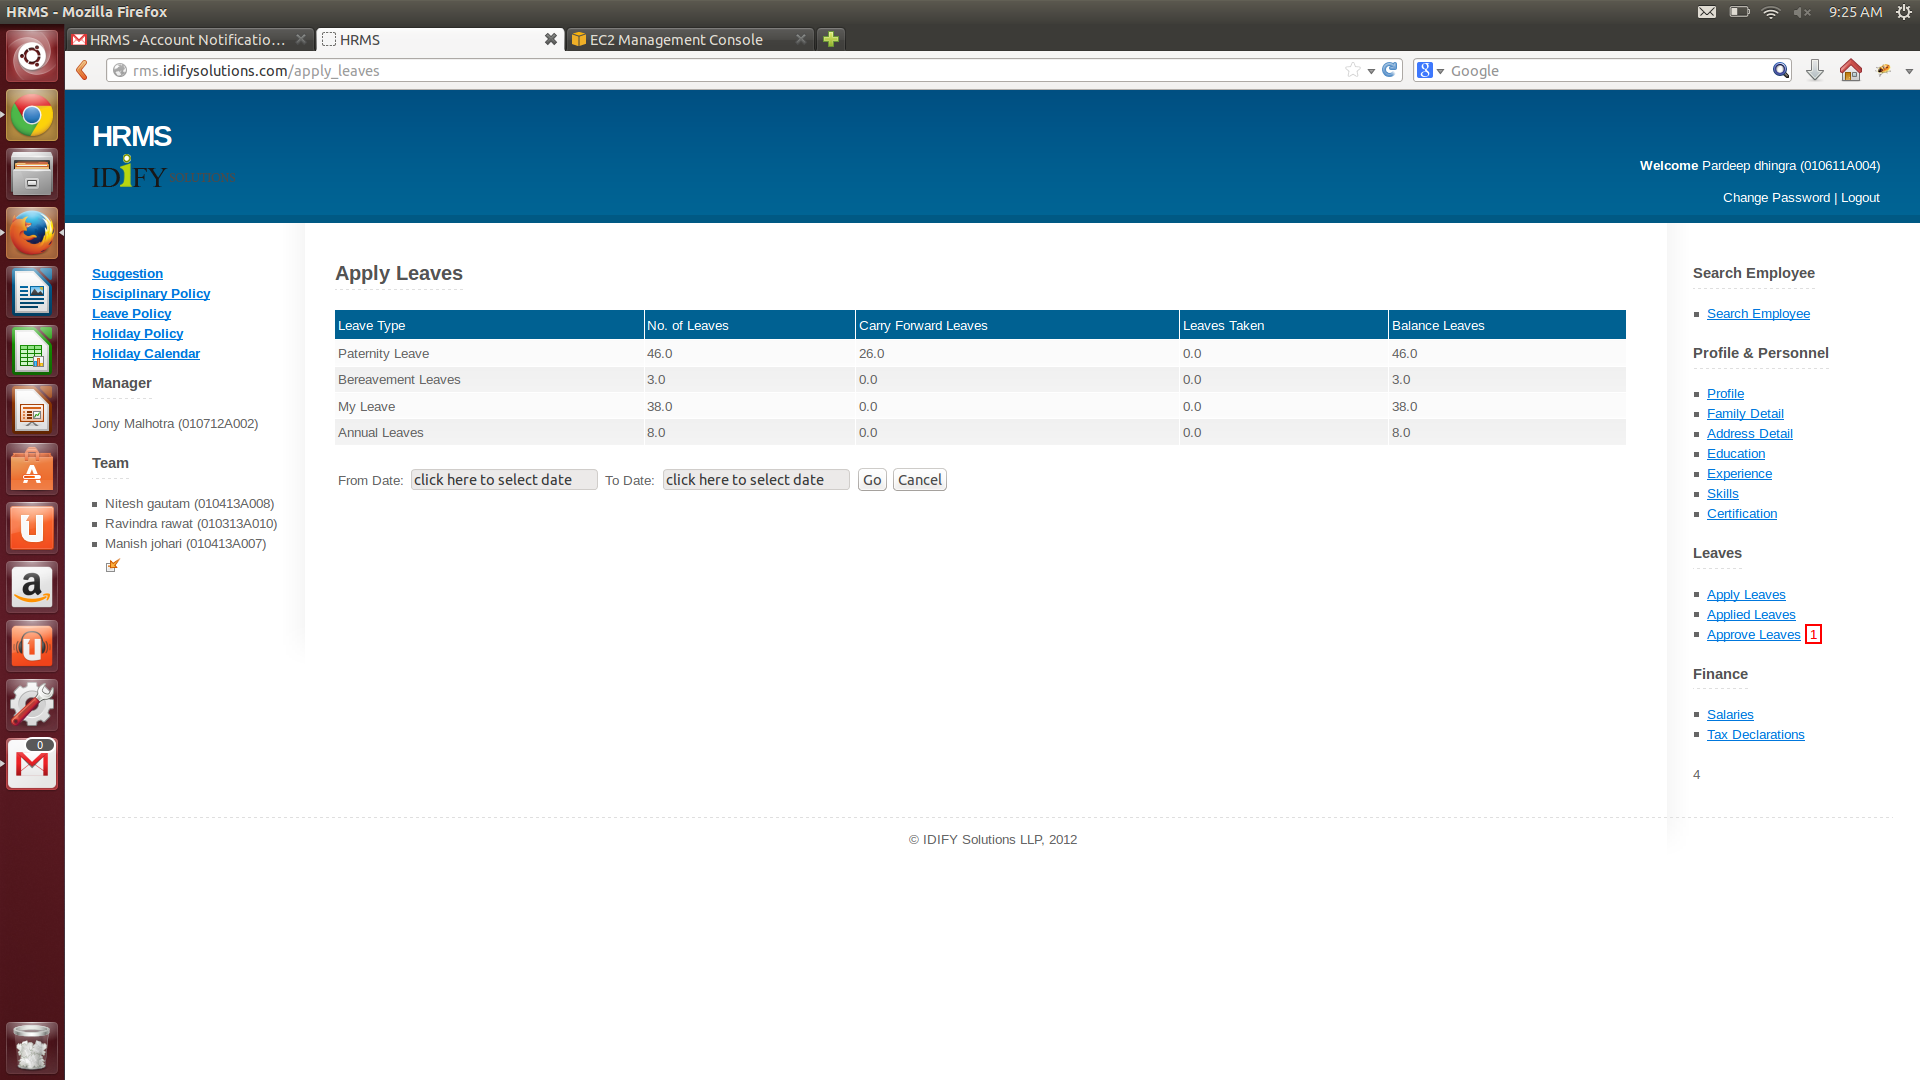 HRMS - Mozilla Firefox
9:25 AM
HRMS - Account Notificatio...
HRMS
EC2 Management Console
rms.idifysolutions.com/apply_leaves
Google
HRMS
IDiFY SOLUTIONS
Welcome Pardeep dhingra (010611A004)
Change Password | Logout
Suggestion
Disciplinary Policy
Leave Policy
Holiday Policy
Holiday Calendar
Manager
Jony Malhotra (010712A002)
Team
Nitesh gautam (010413A008)
Ravindra rawat (010313A010)
Manish johari (010413A007)
Apply Leaves
Leave Type No. of Leaves Carry Forward Leaves Leaves Taken Balance Leaves
Paternity Leave 46.0 26.0 0.0 46.0
Bereavement Leaves 3.0 0.0 0.0 3.0
My Leave 38.0 0.0 0.0 38.0
Annual Leaves 8.0 0.0 0.0 8.0
From Date: click here to select date To Date: click here to select date Go Cancel
Search Employee
Search Employee
Profile & Personnel
Profile
Family Detail
Address Detail
Education
Experience
Skills
Certification
Leaves
Apply Leaves
Applied Leaves
Approve Leaves 1
Finance
Salaries
Tax Declarations
4
© IDIFY Solutions LLP, 2012
0